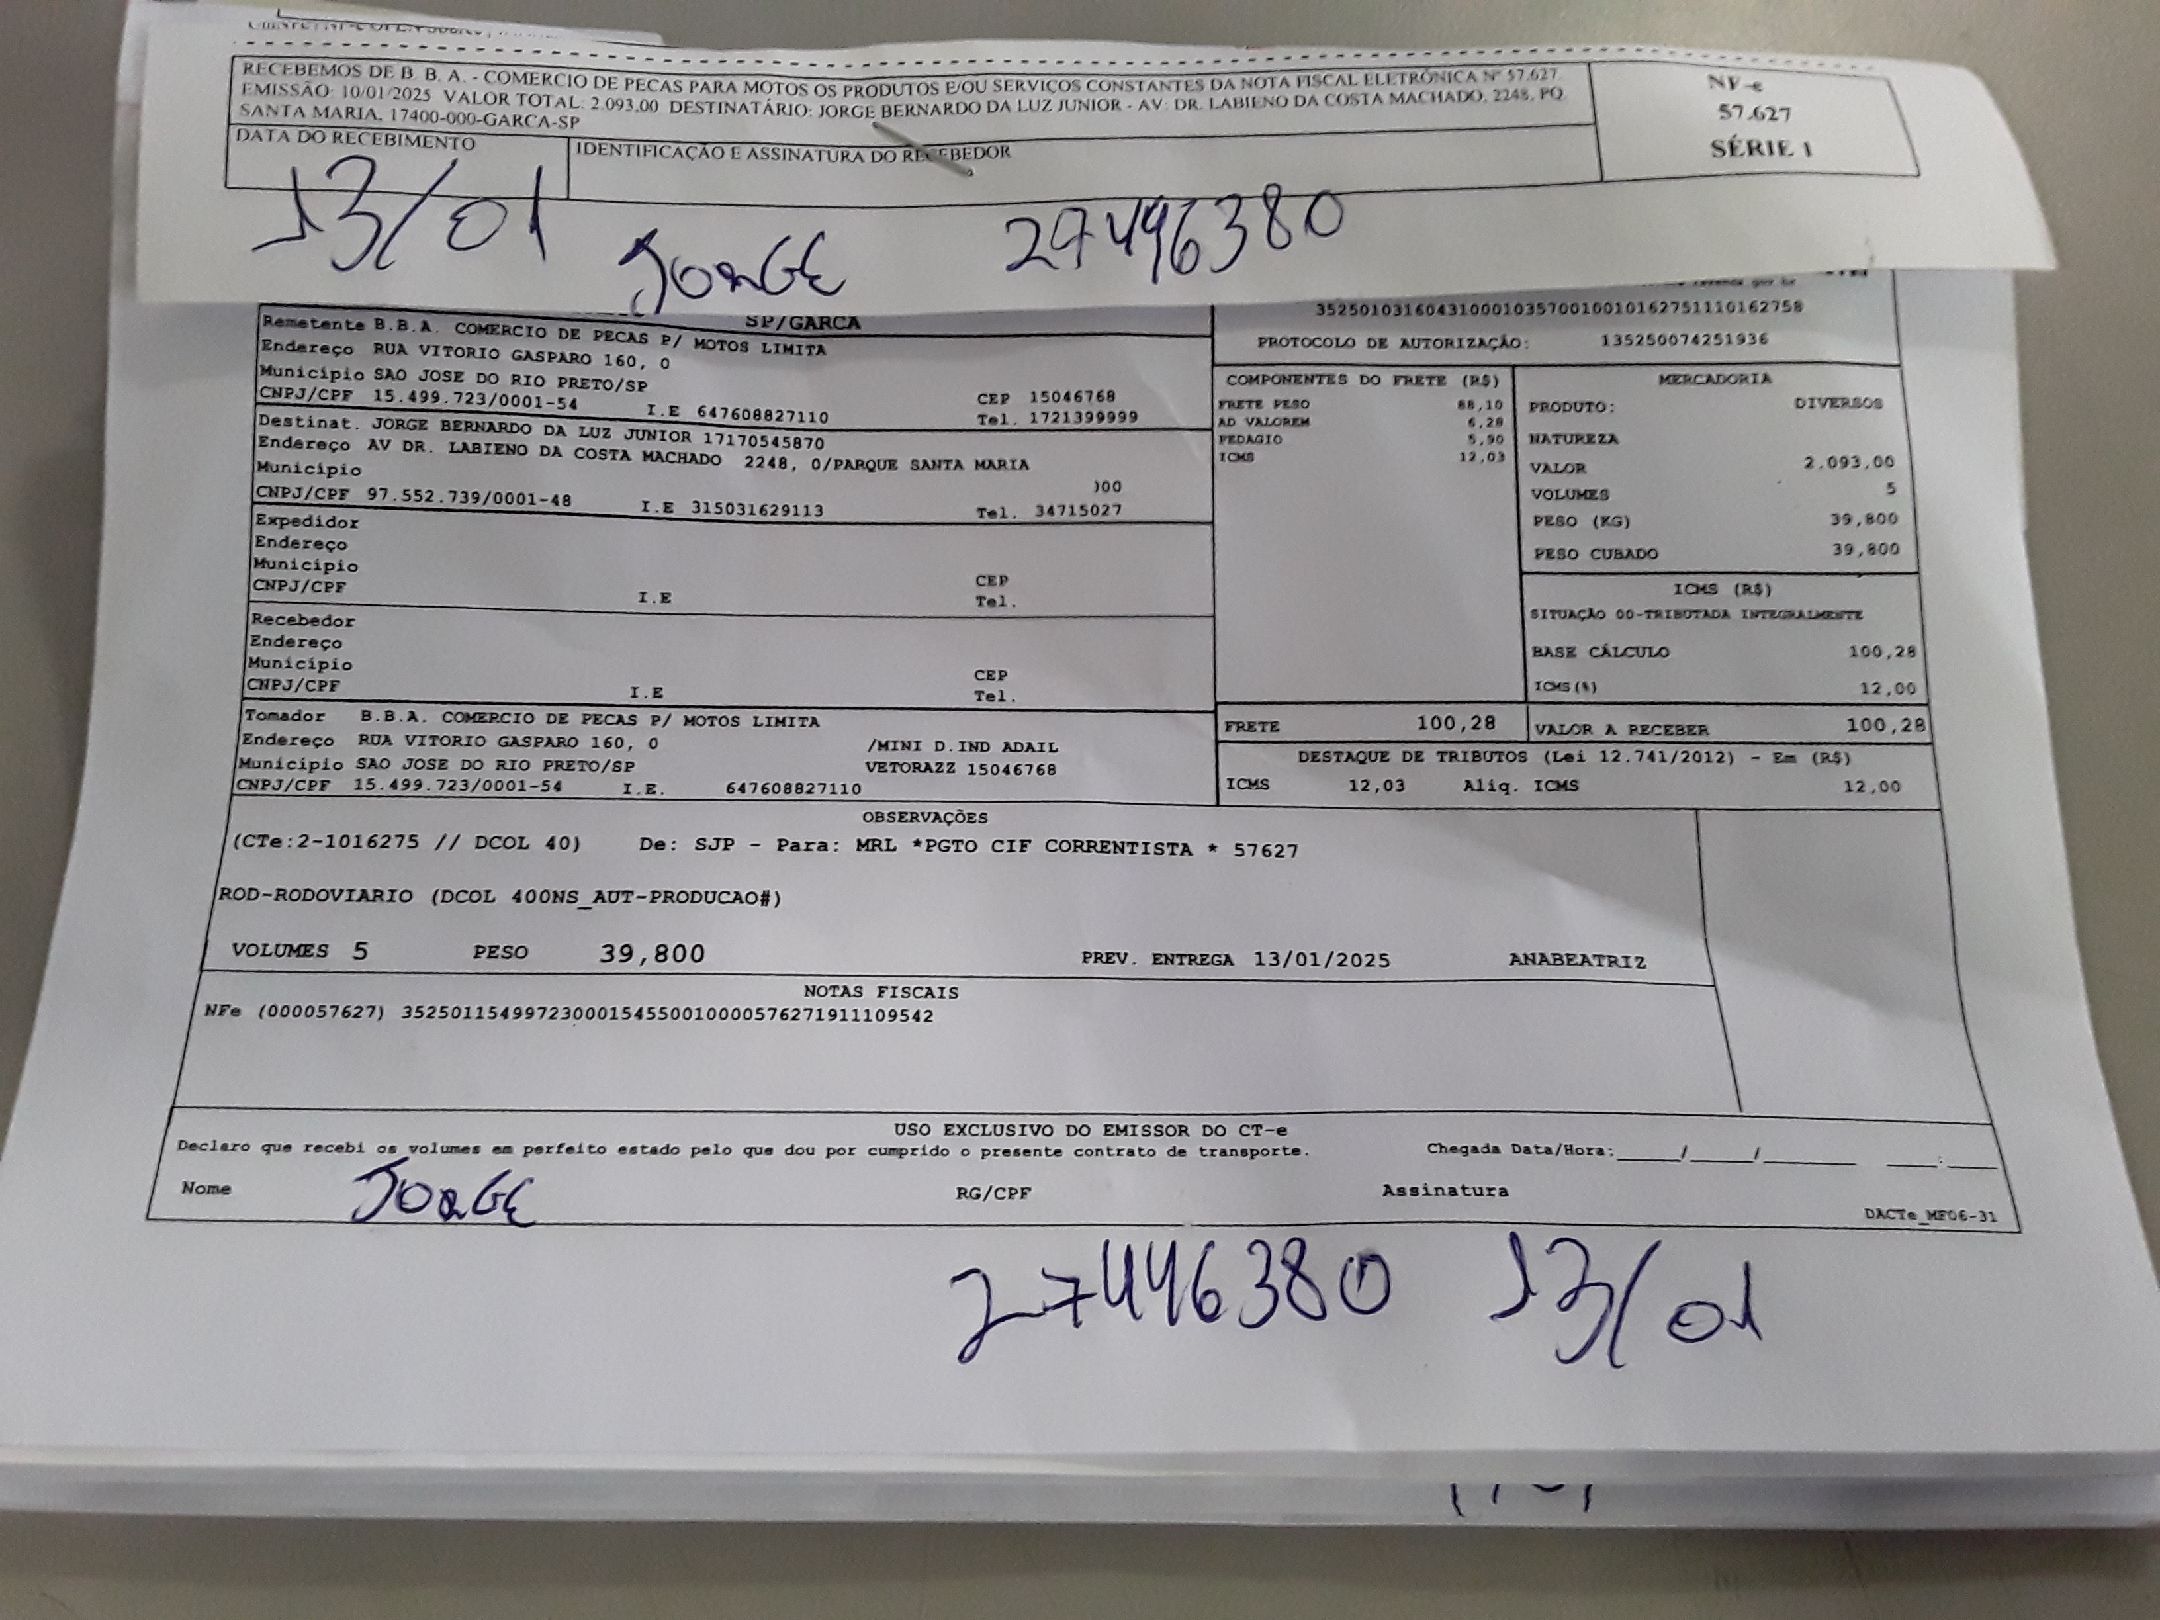 RECEBEMOS DE B. B. A. - COMERCIO DE PECAS PARA MOTOS OS PRODUTOS E/OU SERVIÇOS CONSTANTES DA NOTA FISCAL ELETRÔNICA Nº 57.627.
EMISSÃO: 10/01/2025 VALOR TOTAL: 2.093,00 DESTINATÁRIO: JORGE BERNARDO DA LUZ JUNIOR - AV: DR. LABIENO DA COSTA MACHADO, 2248, PQ.
SANTA MARIA, 17400-000-GARCA-SP
NF-e
57.627
SÉRIE 1
DATA DO RECEBIMENTO
IDENTIFICAÇÃO E ASSINATURA DO RECEBEDOR
13/01 JORGE 27446380
SP/GARCA
35250103160431000103570010010162751110162758
PROTOCOLO DE AUTORIZAÇÃO: 135250074251936
Remetente B.B.A. COMERCIO DE PECAS P/ MOTOS LIMITA
Endereço RUA VITORIO GASPARO 160, 0
Município SAO JOSE DO RIO PRETO/SP CEP 15046768
CNPJ/CPF 15.499.723/0001-54 I.E 647608827110 Tel. 1721399999
Destinat. JORGE BERNARDO DA LUZ JUNIOR 17170545870
Endereço AV DR. LABIENO DA COSTA MACHADO 2248, 0/PARQUE SANTA MARIA
Município
CNPJ/CPF 97.552.739/0001-48 I.E 315031629113 Tel. 34715027
Expedidor
Endereço
Município CEP
CNPJ/CPF I.E Tel.
Recebedor
Endereço
Município CEP
CNPJ/CPF I.E Tel.
Tomador B.B.A. COMERCIO DE PECAS P/ MOTOS LIMITA
Endereço RUA VITORIO GASPARO 160, 0 /MINI D.IND ADAIL
Município SAO JOSE DO RIO PRETO/SP VETORAZZ 15046768
CNPJ/CPF 15.499.723/0001-54 I.E. 647608827110
COMPONENTES DO FRETE (R$)
FRETE PESO 88,10
AD VALOREM 6,28
PEDAGIO 5,90
ICMS 12,03
MERCADORIA
PRODUTO: DIVERSOS
NATUREZA
VALOR 2.093,00
VOLUMES 5
PESO (KG) 39,800
PESO CUBADO 39,800
ICMS (R$)
SITUAÇÃO 00-TRIBUTADA INTEGRALMENTE
BASE CÁLCULO 100,28
ICMS(%) 12,00
FRETE 100,28 VALOR A RECEBER 100,28
DESTAQUE DE TRIBUTOS (Lei 12.741/2012) - Em (R$)
ICMS 12,03 Aliq. ICMS 12,00
OBSERVAÇÕES
(CTe:2-1016275 // DCOL 40) De: SJP - Para: MRL *PGTO CIF CORRENTISTA * 57627
ROD-RODOVIARIO (DCOL 400NS_AUT-PRODUCAO#)
VOLUMES 5 PESO 39,800 PREV. ENTREGA 13/01/2025 ANABEATRIZ
NOTAS FISCAIS
NFe (000057627) 35250115499723000154550010000576271911109542
USO EXCLUSIVO DO EMISSOR DO CT-e
Declaro que recebi os volumes em perfeito estado pelo que dou por cumprido o presente contrato de transporte. Chegada Data/Hora:_____/_____/_______ ____:____
Nome JORGE RG/CPF Assinatura
DACTe_MF06-31
27446380 13/01